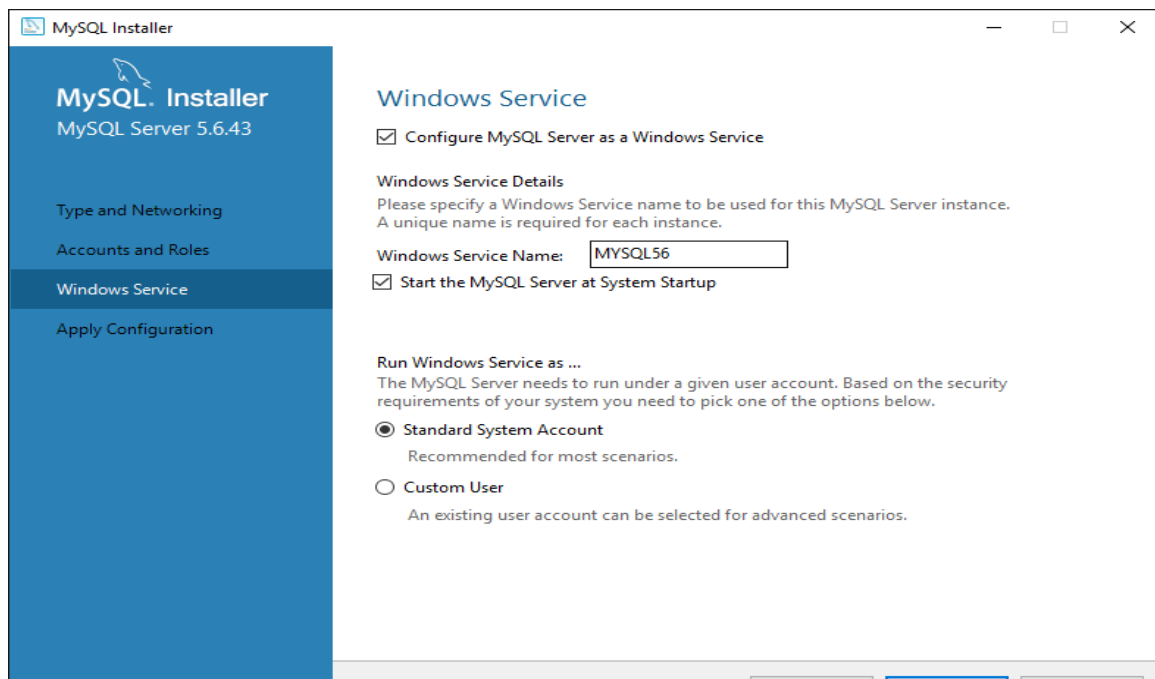 MySQL Installer
MySQL. Installer
MySQL Server 5.6.43
Type and Networking
Accounts and Roles
Windows Service
Apply Configuration
Windows Service
Configure MySQL Server as a Windows Service
Windows Service Details
Please specify a Windows Service name to be used for this MySQL Server instance.
A unique name is required for each instance.
Windows Service Name: MYSQL56
Start the MySQL Server at System Startup
Run Windows Service as ...
The MySQL Server needs to run under a given user account. Based on the security
requirements of your system you need to pick one of the options below.
Standard System Account
Recommended for most scenarios.
Custom User
An existing user account can be selected for advanced scenarios.